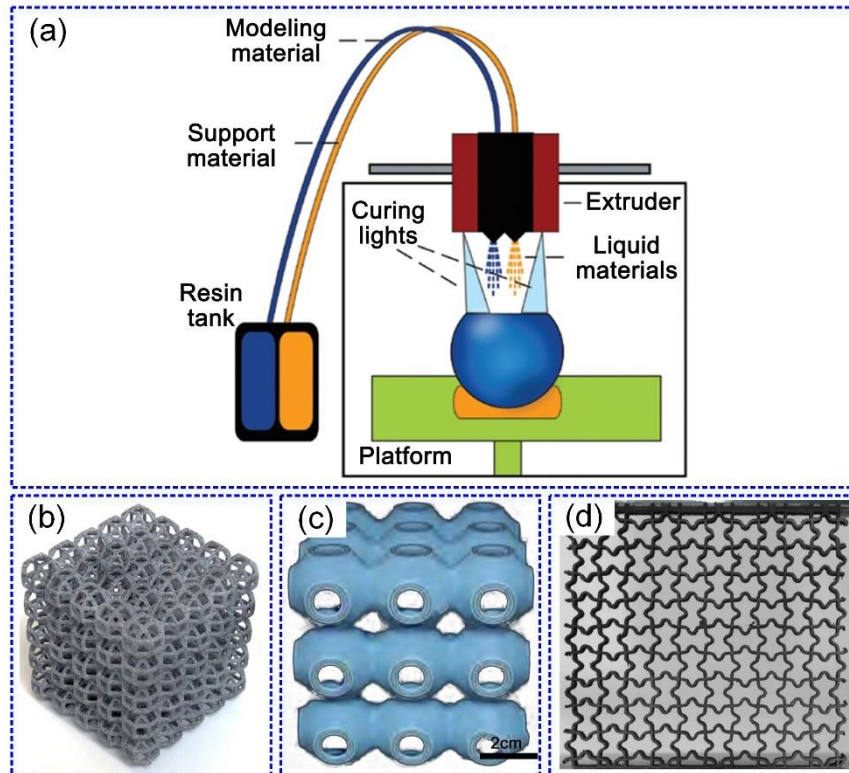 (a)
Modeling
material
Support
material
Resin
tank
Curing
lights
Extruder
Liquid
materials
Platform
(b)
(c)
2cm
(d)